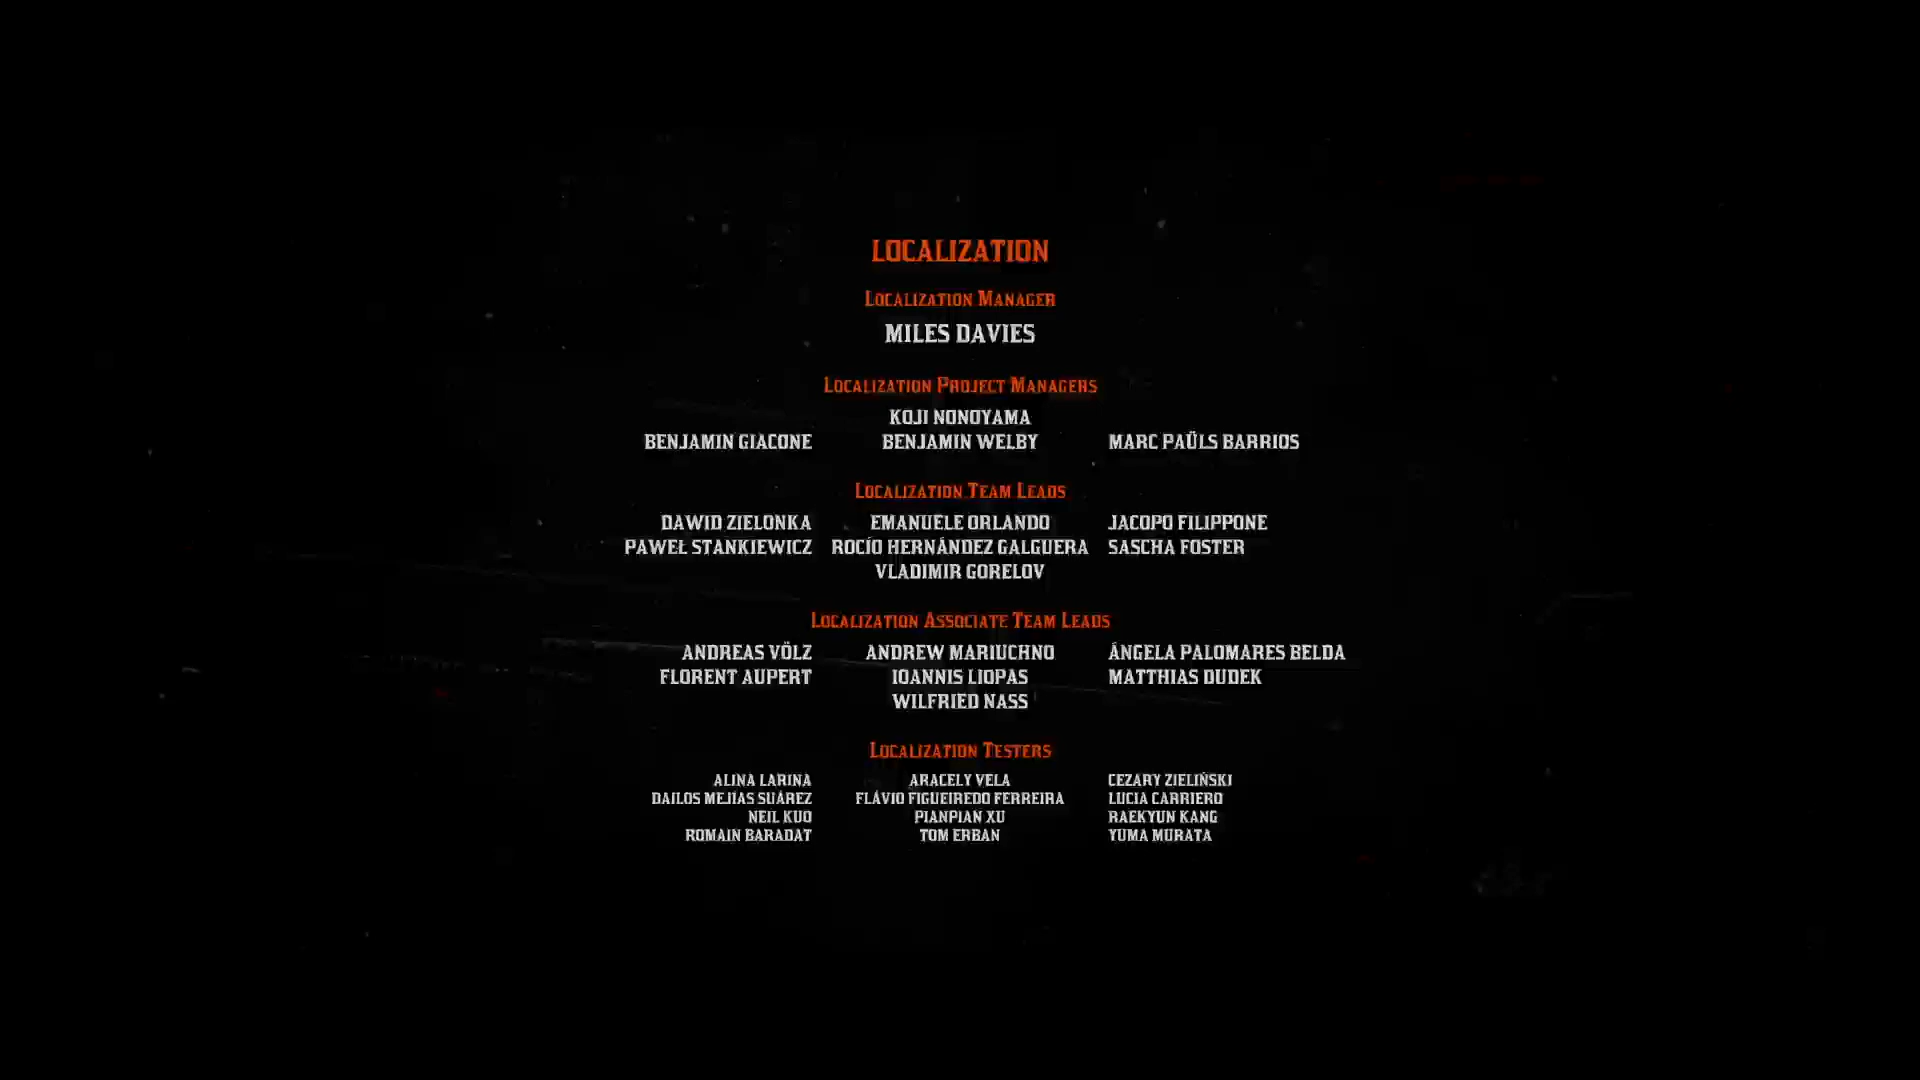 LOCALIZATION
LOCALIZATION MANAGER
MILES DAVIES
LOCALIZATION PROJECT MANAGERS
KOJI NONOYAMA
BENJAMIN GIACONE BENJAMIN WELBY MARC PAÜLS BARRIOS
LOCALIZATION TEAM LEADS
DAWID ZIELONKA EMANUELE ORLANDO JACOPO FILIPPONE
PAWEŁ STANKIEWICZ ROCÍO HERNÁNDEZ GALGUERA SASCHA FOSTER
VLADIMIR GORELOV
LOCALIZATION ASSOCIATE TEAM LEADS
ANDREAS VÖLZ ANDREW MARIUCHNO ÁNGELA PALOMARES BELDA
FLORENT AUPERT IOANNIS LIOPAS MATTHIAS DUDEK
WILFRIED NASS
LOCALIZATION TESTERS
ALINA LARINA ARACELY VELA CEZARY ZIELIŃSKI
DAILOS MEJÍAS SUÁREZ FLÁVIO FIGUEIREDO FERREIRA LUCIA CARRIERO
NEIL KUO PIANPIAN XU RAEKYUN KANG
ROMAIN BARADAT TOM ERBAN YUMA MURATA